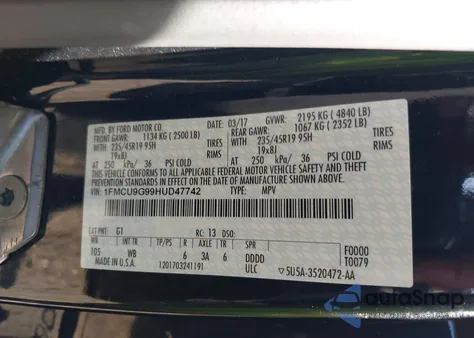 MFD. BY FORD MOTOR CO. 03/17 GVWR: 2195 KG (4840 LB)
FRONT GAWR: 1134 KG (2500 LB) REAR GAWR: 1067 KG (2352 LB)
WITH 235/45R19 95H TIRES WITH 235/45R19 95H TIRES
19x8J RIMS 19x8J RIMS
AT 250 kPa/ 36 PSI COLD AT 250 kPa/ 36 PSI COLD
THIS VEHICLE CONFORMS TO ALL APPLICABLE FEDERAL MOTOR VEHICLE SAFETY AND THEFT PREVENTION STANDARDS IN EFFECT ON THE DATE OF MANUFACTURE SHOWN ABOVE.
VIN: 1FMCU9G99HUD47742 TYPE: MPV
EXT PNT: G1 RC: 13 DSO:
WB INT TR TP/PS R AXLE TR SPR F0000
105 WB 6 3A 6 DDDD T0079
MADE IN U.S.A. 1201703241191 ULC 5U5A-3520472-AA
autoSnap